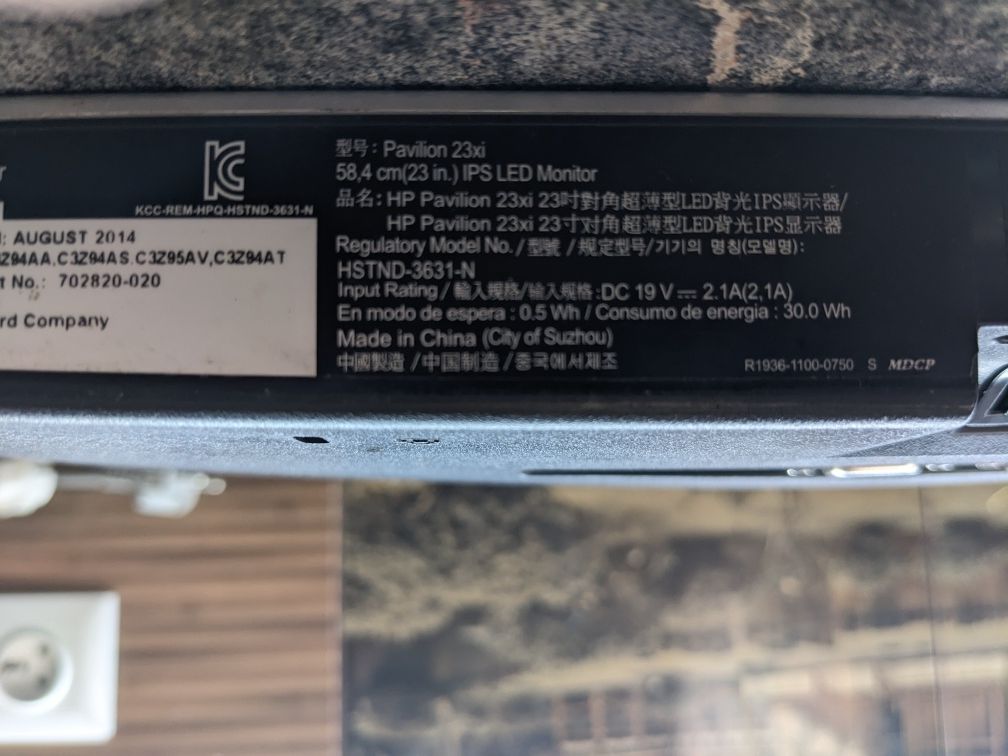 KCC-REM-HPQ-HSTND-3631-N
AUGUST 2014
C3Z94AS, C3Z95AV, C3Z94AT
No.: 702820-020
Company
型号: Pavilion 23xi
58,4 cm(23 in.) IPS LED Monitor
品名: HP Pavilion 23xi 23吋對角超薄型LED背光IPS顯示器/
HP Pavilion 23xi 23寸对角超薄型LED背光IPS显示器
Regulatory Model No./型號 /规定型号/기기의 명칭(모델명):
HSTND-3631-N
Input Rating/ 輸入規格/输入规格 :DC 19 V ⎓ 2.1A(2,1A)
En modo de espera : 0.5 Wh / Consumo de energia : 30.0 Wh
Made in China (City of Suzhou)
中國製造 /中国制造 /중국에서제조
R1936-1100-0750 S MDCP